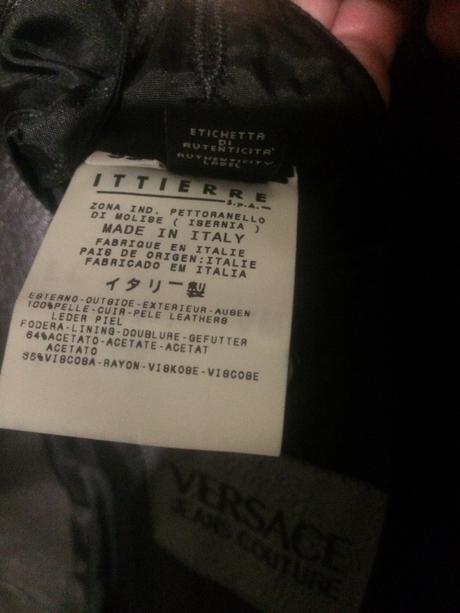 ETICHETTA
DI
AUTENTICITA'
AUTHENTICITY
LABEL
ITTIERRE
S.P.A.
ZONA IND. PETTORANELLO
DI MOLISE ( ISERNIA )
MADE IN ITALY
FABRIQUE EN ITALIE
PAIS DE ORIGEN:ITALIE
FABRICADO EM ITALIA
イタリー製
ESTERNO-OUTSIDE-EXTERIEUR-AUSEN
100%PELLE-CUIR-PELE LEATHERS
LEDER PIEL
FODERA-LINING-DOUBLURE-GEFUTTER
64%ACETATO-ACETATE-ACETAT
ACETATO
36%VISCOSA-RAYON-VISKOSE-VISCOSE
VERSACE
JEANS COUTURE